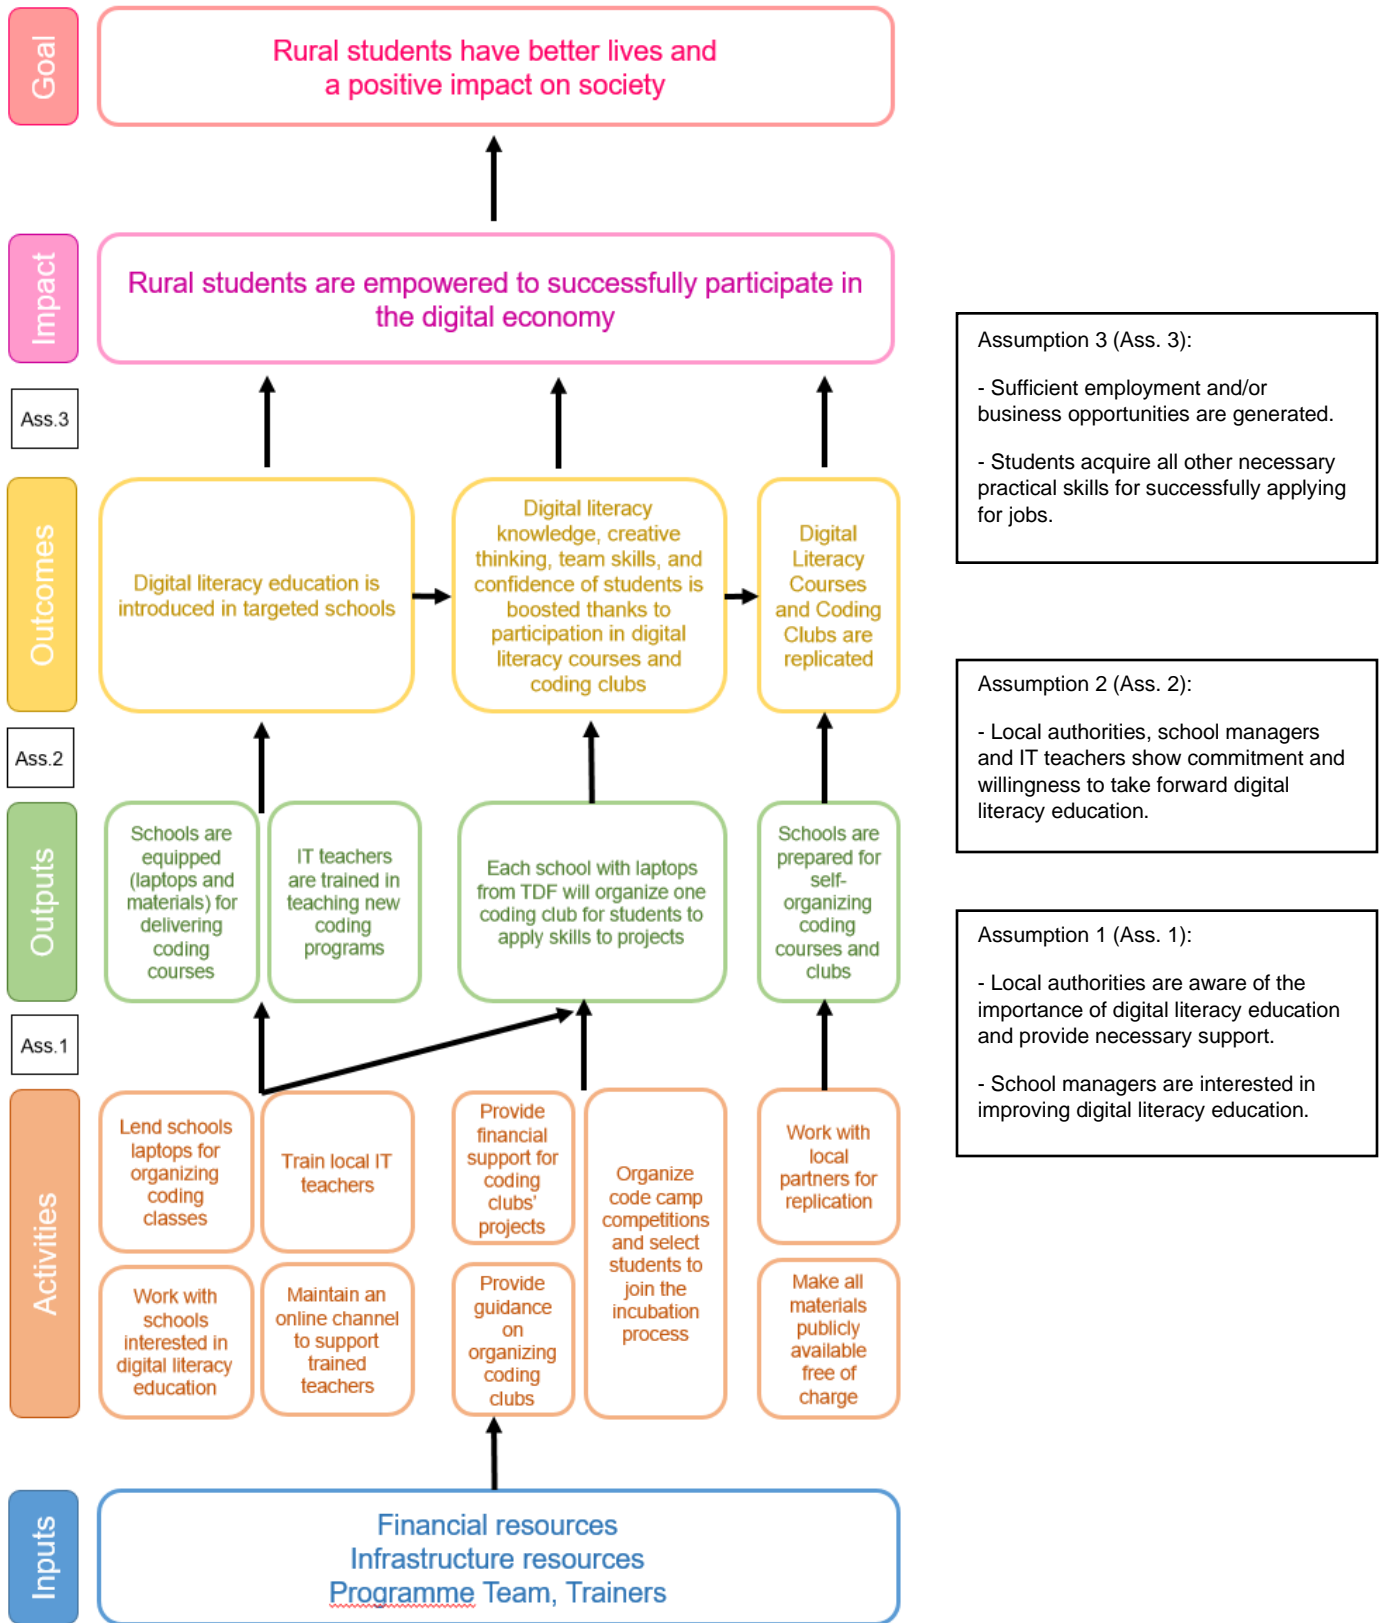 Goal
Rural students have better lives and
a positive impact on society
Impact
Rural students are empowered to successfully participate in
the digital economy
Ass.3
Outcomes
Digital literacy education is
introduced in targeted schools
Digital literacy
knowledge, creative
thinking, team skills, and
confidence of students is
boosted thanks to
participation in digital
literacy courses and
coding clubs
Digital
Literacy
Courses
and Coding
Clubs are
replicated
Ass.2
Outputs
Schools are
equipped
(laptops and
materials) for
delivering
coding
courses
IT teachers
are trained in
teaching new
coding
programs
Each school with laptops
from TDF will organize one
coding club for students to
apply skills to projects
Schools are
prepared for
self-
organizing
coding
courses and
clubs
Ass.1
Activities
Lend schools
laptops for
organizing
coding
classes
Train local IT
teachers
Provide
financial
support for
coding
clubs'
projects
Organize
code camp
competitions
and select
students to
join the
incubation
process
Work with
local
partners for
replication
Work with
schools
interested in
digital literacy
education
Maintain an
online channel
to support
trained
teachers
Provide
guidance
on
organizing
coding
clubs
Make all
materials
publicly
available
free of
charge
Inputs
Financial resources
Infrastructure resources
Programme Team, Trainers
Assumption 3 (Ass. 3):
- Sufficient employment and/or
business opportunities are generated.
- Students acquire all other necessary
practical skills for successfully applying
for jobs.
Assumption 2 (Ass. 2):
- Local authorities, school managers
and IT teachers show commitment and
willingness to take forward digital
literacy education.
Assumption 1 (Ass. 1):
- Local authorities are aware of the
importance of digital literacy education
and provide necessary support.
- School managers are interested in
improving digital literacy education.